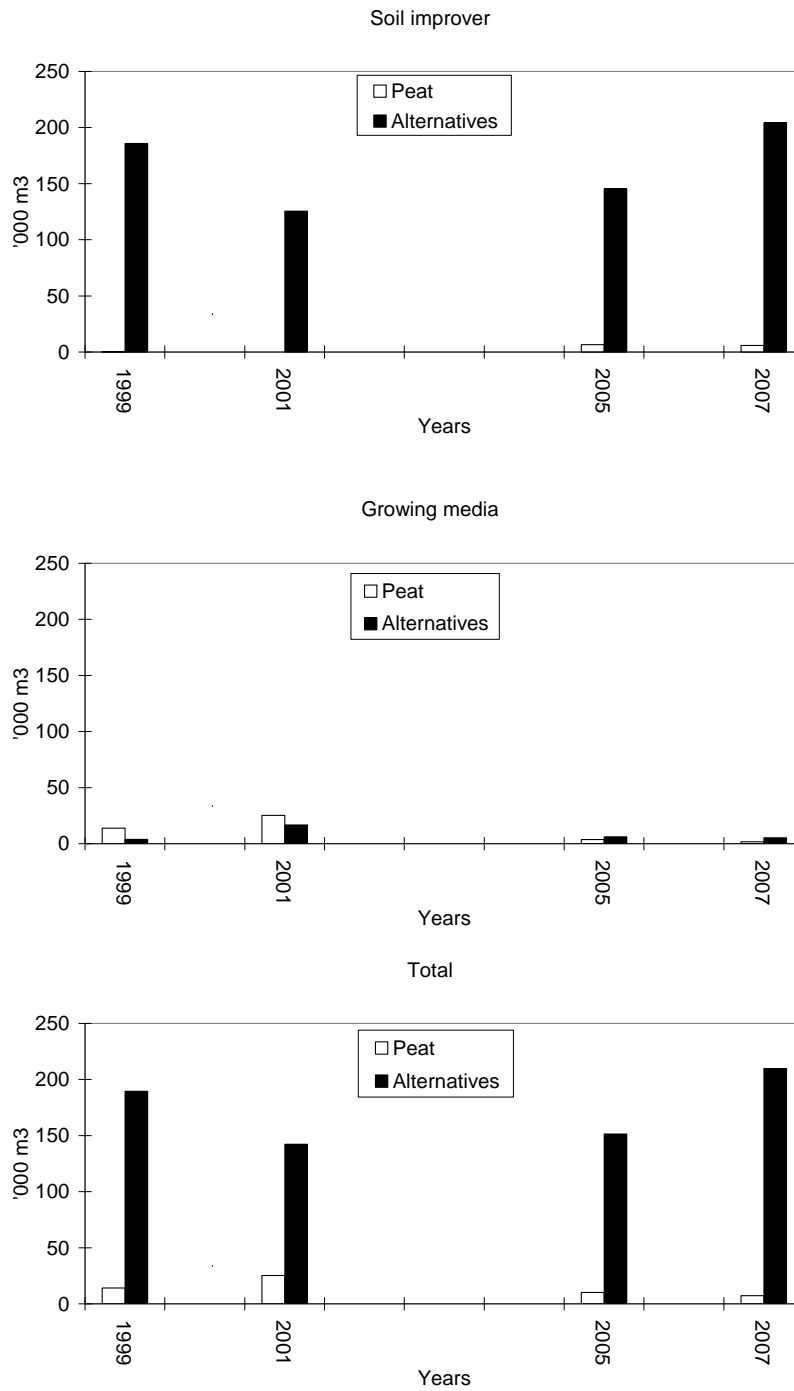 Soil improver
250
200
150
100
50
0
'000 m3
Peat
Alternatives
1999
2001
2005
2007
Years
Growing media
250
200
150
100
50
0
'000 m3
Peat
Alternatives
1999
2001
2005
2007
Years
Total
250
200
150
100
50
0
'000 m3
Peat
Alternatives
1999
2001
2005
2007
Years